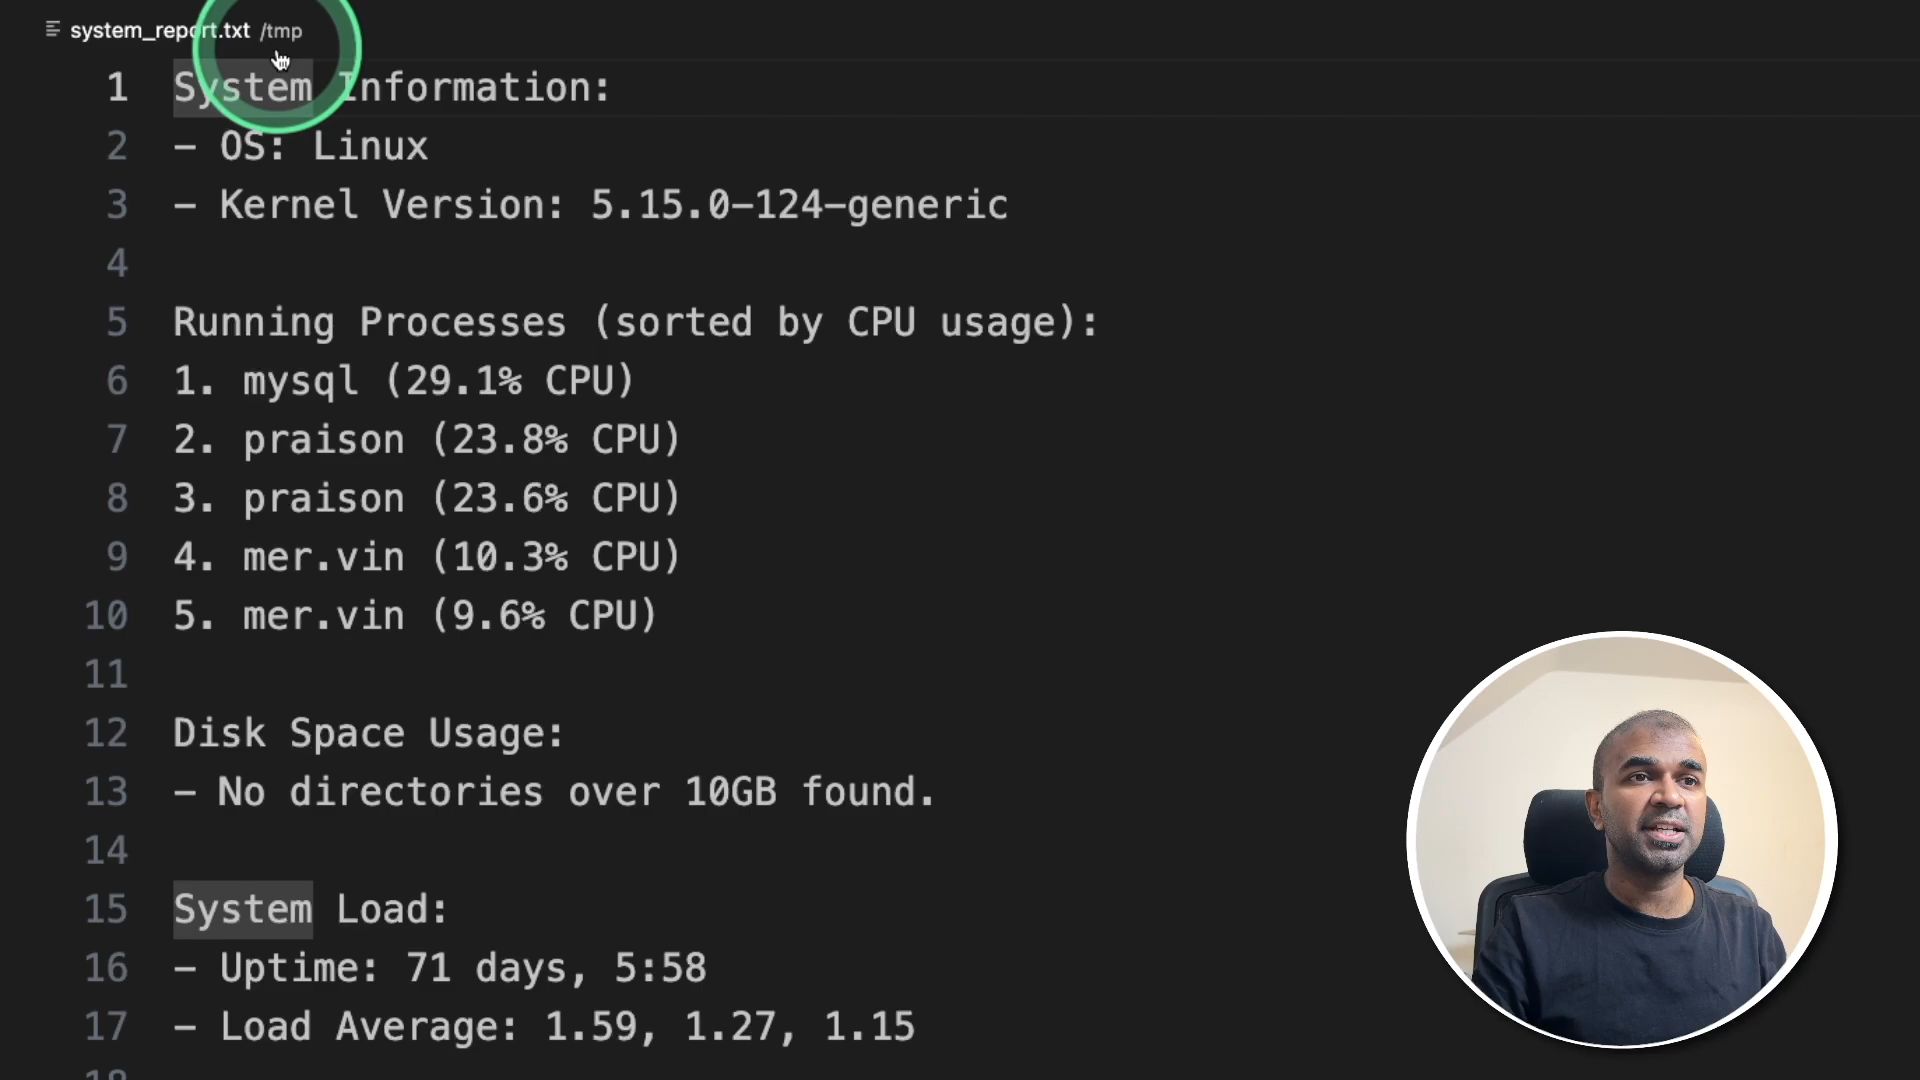 system_report.txt /tmp
1 System Information:
2 - OS: Linux
3 - Kernel Version: 5.15.0-124-generic
4
5 Running Processes (sorted by CPU usage):
6 1. mysql (29.1% CPU)
7 2. praison (23.8% CPU)
8 3. praison (23.6% CPU)
9 4. mer.vin (10.3% CPU)
10 5. mer.vin (9.6% CPU)
11
12 Disk Space Usage:
13 - No directories over 10GB found.
14
15 System Load:
16 - Uptime: 71 days, 5:58
17 - Load Average: 1.59, 1.27, 1.15
18